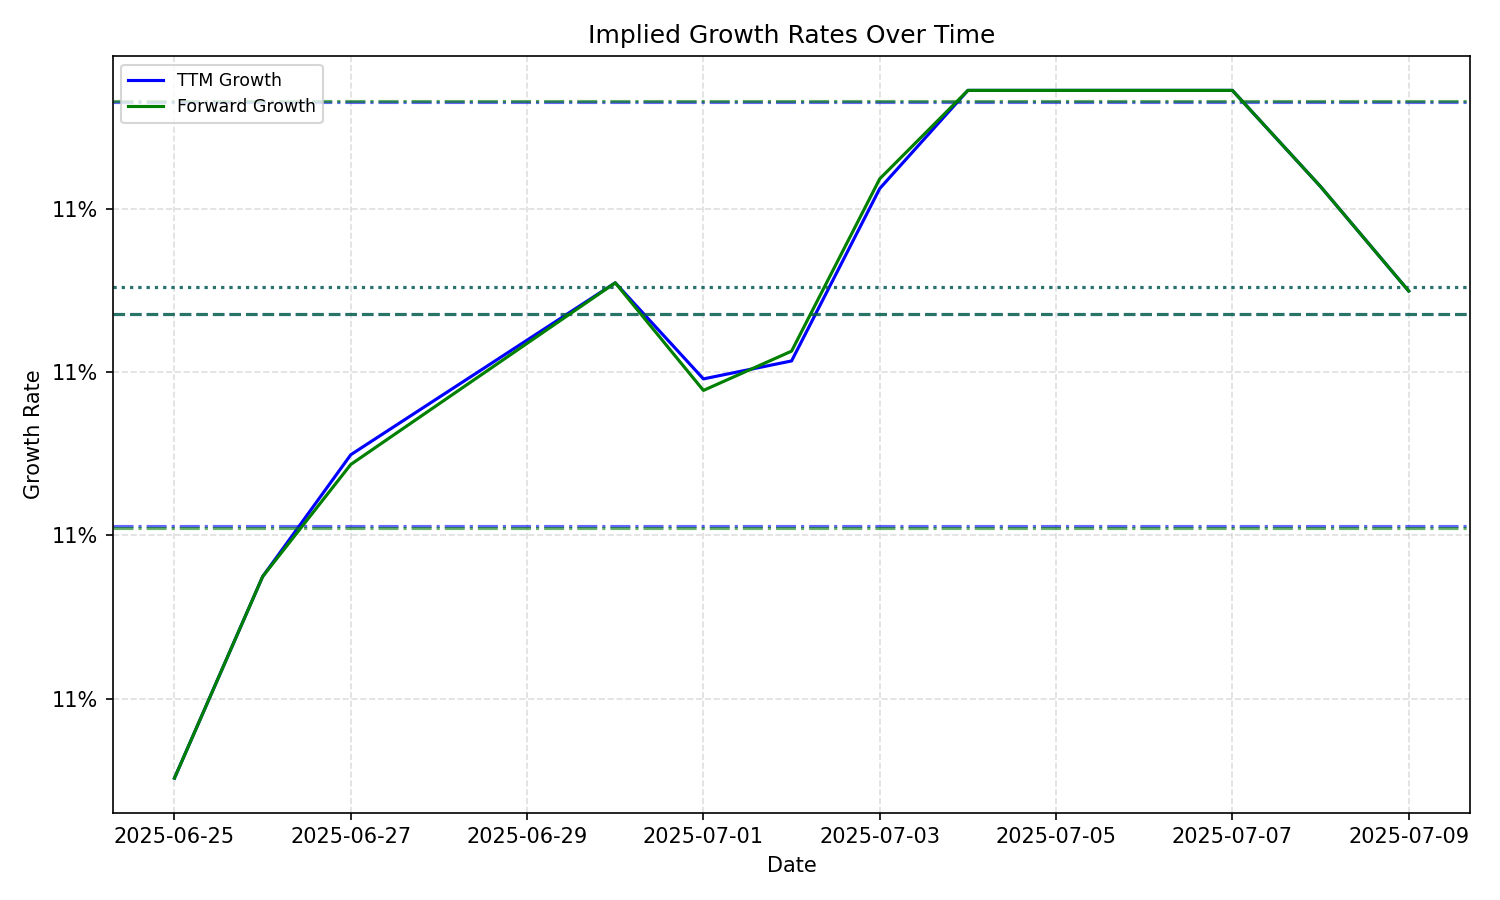 Implied Growth Rates Over Time
TTM Growth
Forward Growth
11%
11%
11%
11%
Growth Rate
2025-06-25 2025-06-27 2025-06-29 2025-07-01 2025-07-03 2025-07-05 2025-07-07 2025-07-09
Date